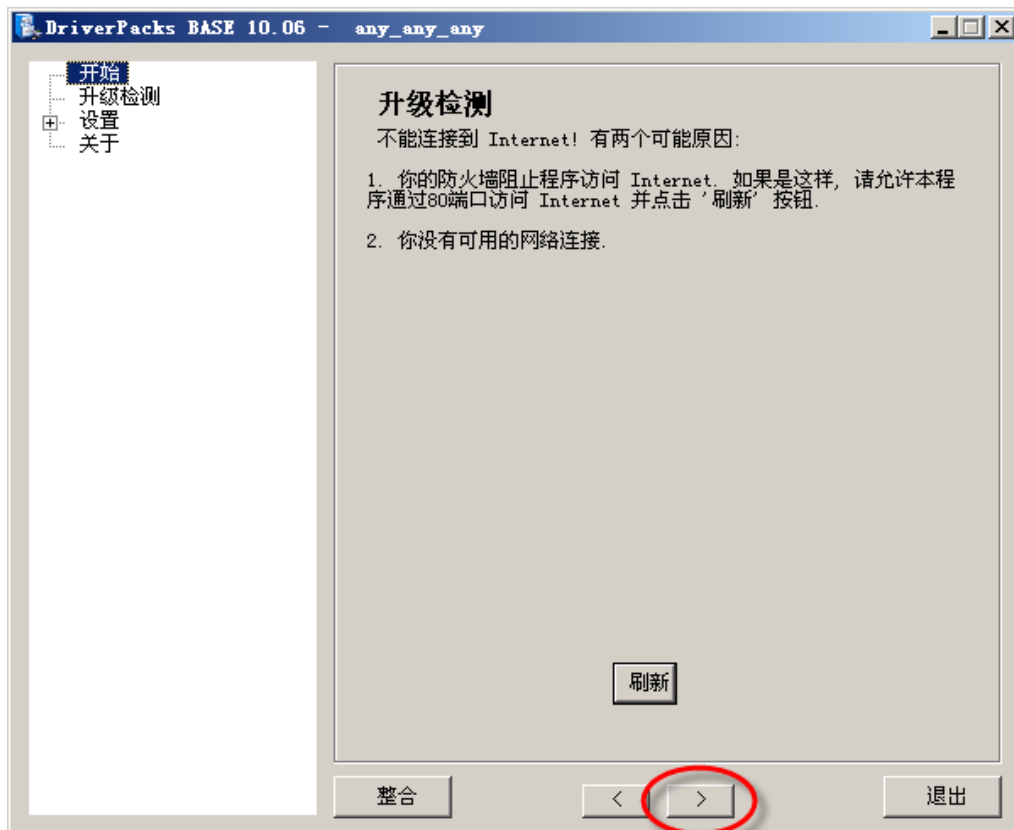 DriverPacks BASE 10.06 - any_any_any
开始
升级检测
设置
关于
升级检测
不能连接到 Internet! 有两个可能原因:
1. 你的防火墙阻止程序访问 Internet. 如果是这样, 请允许本程
序通过80端口访问 Internet 并点击 '刷新' 按钮.
2. 你没有可用的网络连接.
刷新
整合
<
>
退出